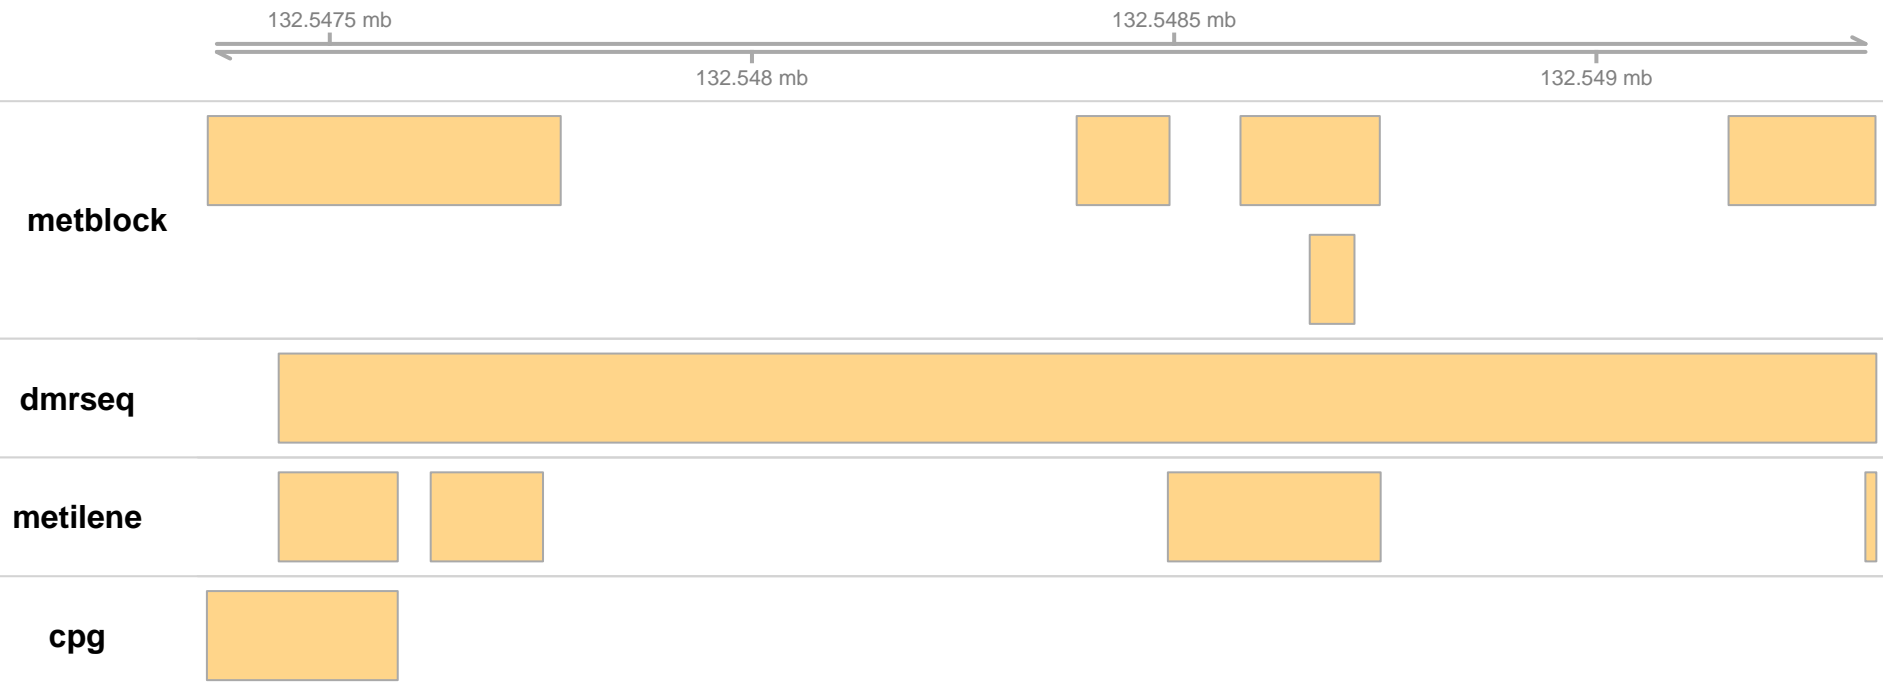 132.5475 mb
132.5485 mb
132.548 mb
132.549 mb
metblock
dmrseq
metilene
cpg